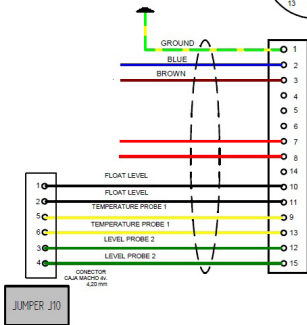 13
GROUND
1
BLUE
2
BROWN
3
4
5
6
7
8
14
FLOAT LEVEL
1
10
FLOAT LEVEL
2
11
TEMPERATURE PROBE 1
5
9
TEMPERATURE PROBE 1
6
13
LEVEL PROBE 2
3
12
LEVEL PROBE 2
4
15
CONECTOR
CAJA MACHO 6v.
4,20 mm
JUMPER J10